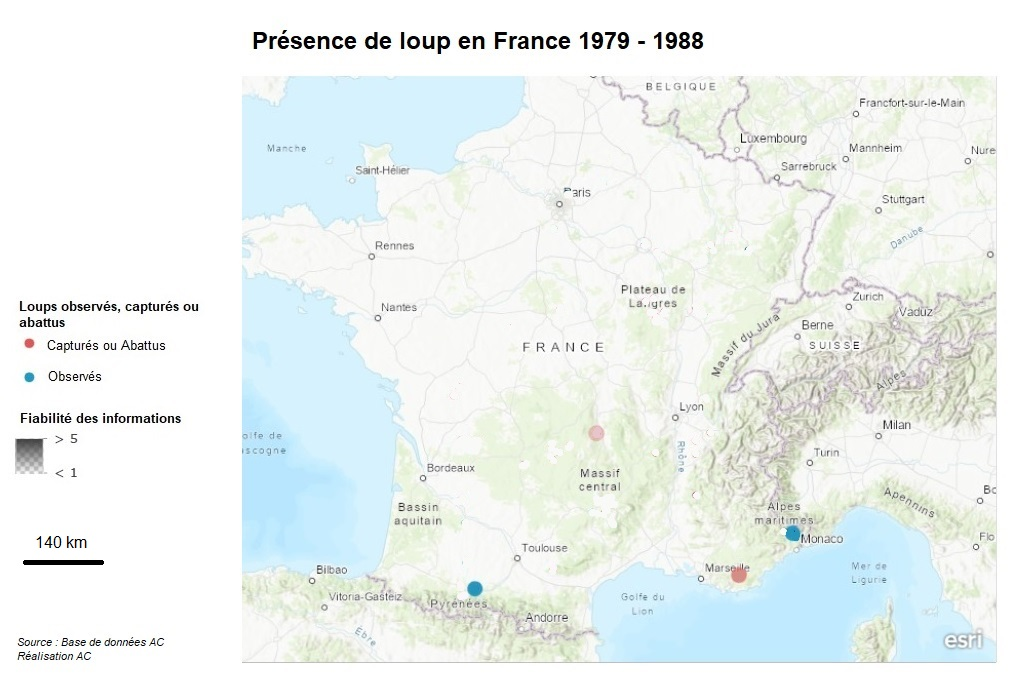 Présence de loup en France 1979 - 1988
BELGIQUE
Francfort-sur-le-Main
Luxembourg
Manche
Mannheim
Nure
Saint-Hélier
Sarrebruck
Paris
Stuttgart
Danube
Rennes
Plateau de
Zurich
Nantes
Vaduz
Berne
Massif du Jura
SUISSE
FRANCE
Alpes
Lyon
Milan
Rhône
Turin
Bordeaux
Massif
central
Apennins
Bassin
aquitain
Alpes
maritimes
Monaco
Flo
Toulouse
Marseille
Mer de
Ligurie
Bilbao
Vitoria-Gasteiz
Pyrénées
Golfe du
Lion
Andorre
Èbre
esri
Loups observés, capturés ou
abattus
Capturés ou Abattus
Observés
Fiabilité des informations
> 5
< 1
140 km
Source : Base de données AC
Réalisation AC